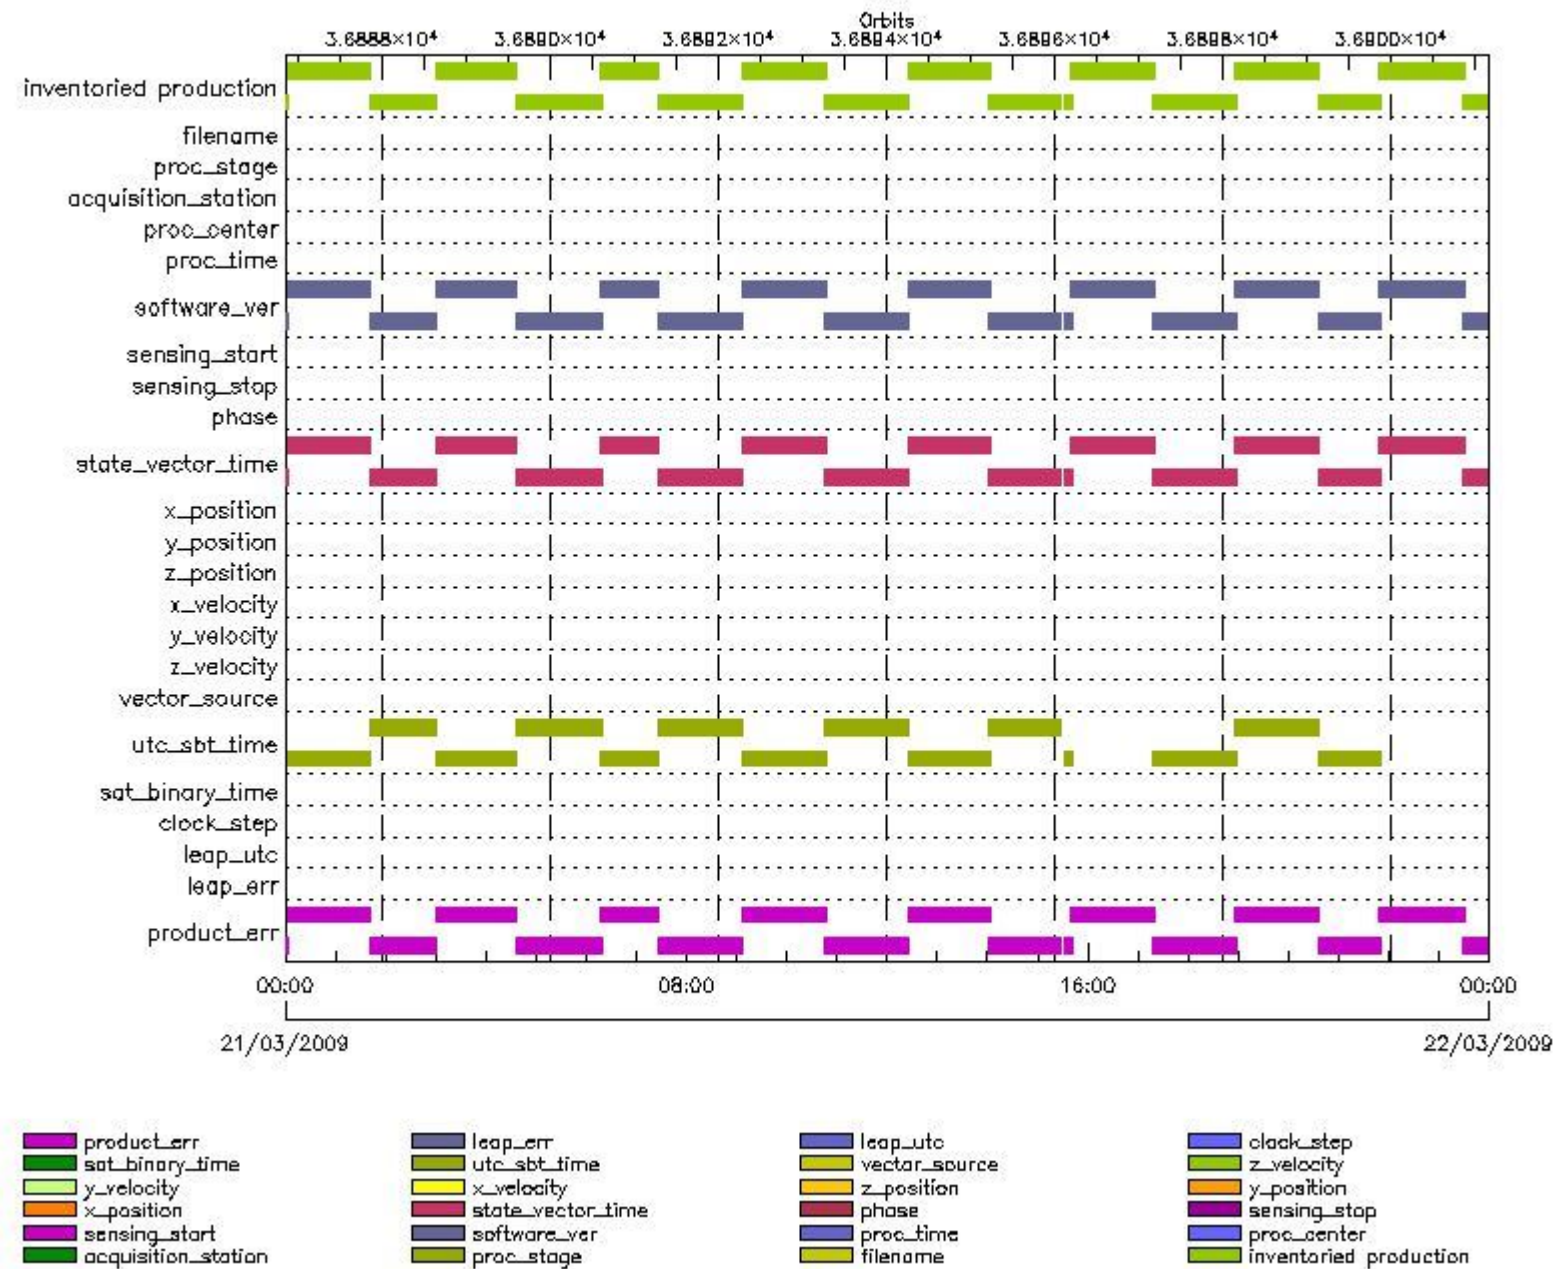 Orbits
3.6888×10⁴ 3.6890×10⁴ 3.6892×10⁴ 3.6894×10⁴ 3.6896×10⁴ 3.6898×10⁴ 3.6900×10⁴
inventoried production
filename
proc_stage
acquisition_station
proc_center
proc_time
software_ver
sensing_start
sensing_stop
phase
state_vector_time
x_position
y_position
z_position
x_velocity
y_velocity
z_velocity
vector_source
utc_sbt_time
sat_binary_time
clock_step
leap_utc
leap_err
product_err
00:00 08:00 16:00 00:00
21/03/2009 22/03/2009
product_err leap_err leap_utc clock_step
sat_binary_time utc_sbt_time vector_source z_velocity
y_velocity x_velocity z_position y_position
x_position state_vector_time phase sensing_stop
sensing_start software_ver proc_time proc_center
acquisition_station proc_stage filename inventoried production